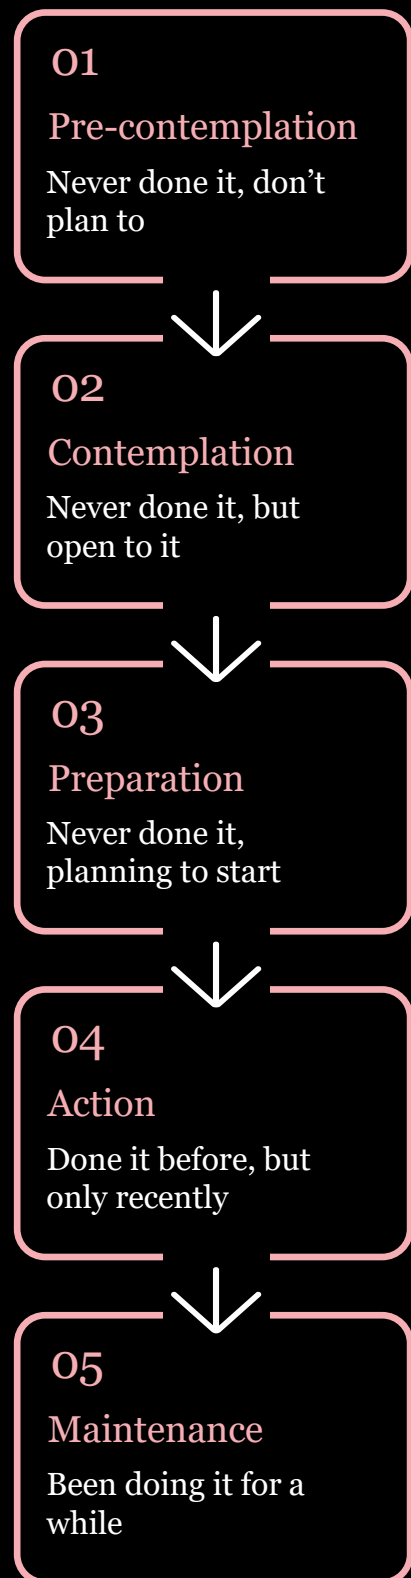 01
Pre-contemplation
Never done it, don’t
plan to
02
Contemplation
Never done it, but
open to it
03
Preparation
Never done it,
planning to start
04
Action
Done it before, but
only recently
05
Maintenance
Been doing it for a
while